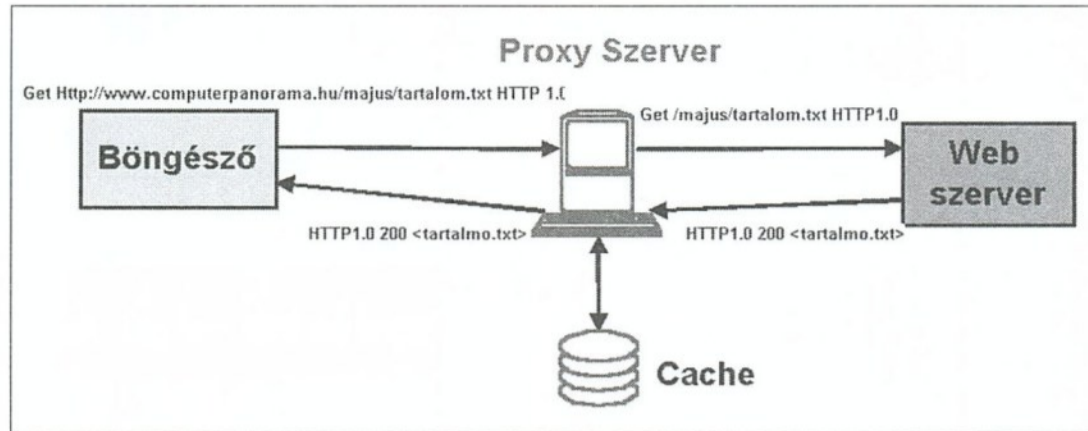 Proxy Szerver
Get Http://www.computerpanorama.hu/majus/tartalom.txt HTTP 1.(
Get /majus/tartalom.txt HTTP1.0
Böngésző
Web
szerver
HTTP1.0 200 <tartalmo.txt>
HTTP1.0 200 <tartalmo.txt>
Cache